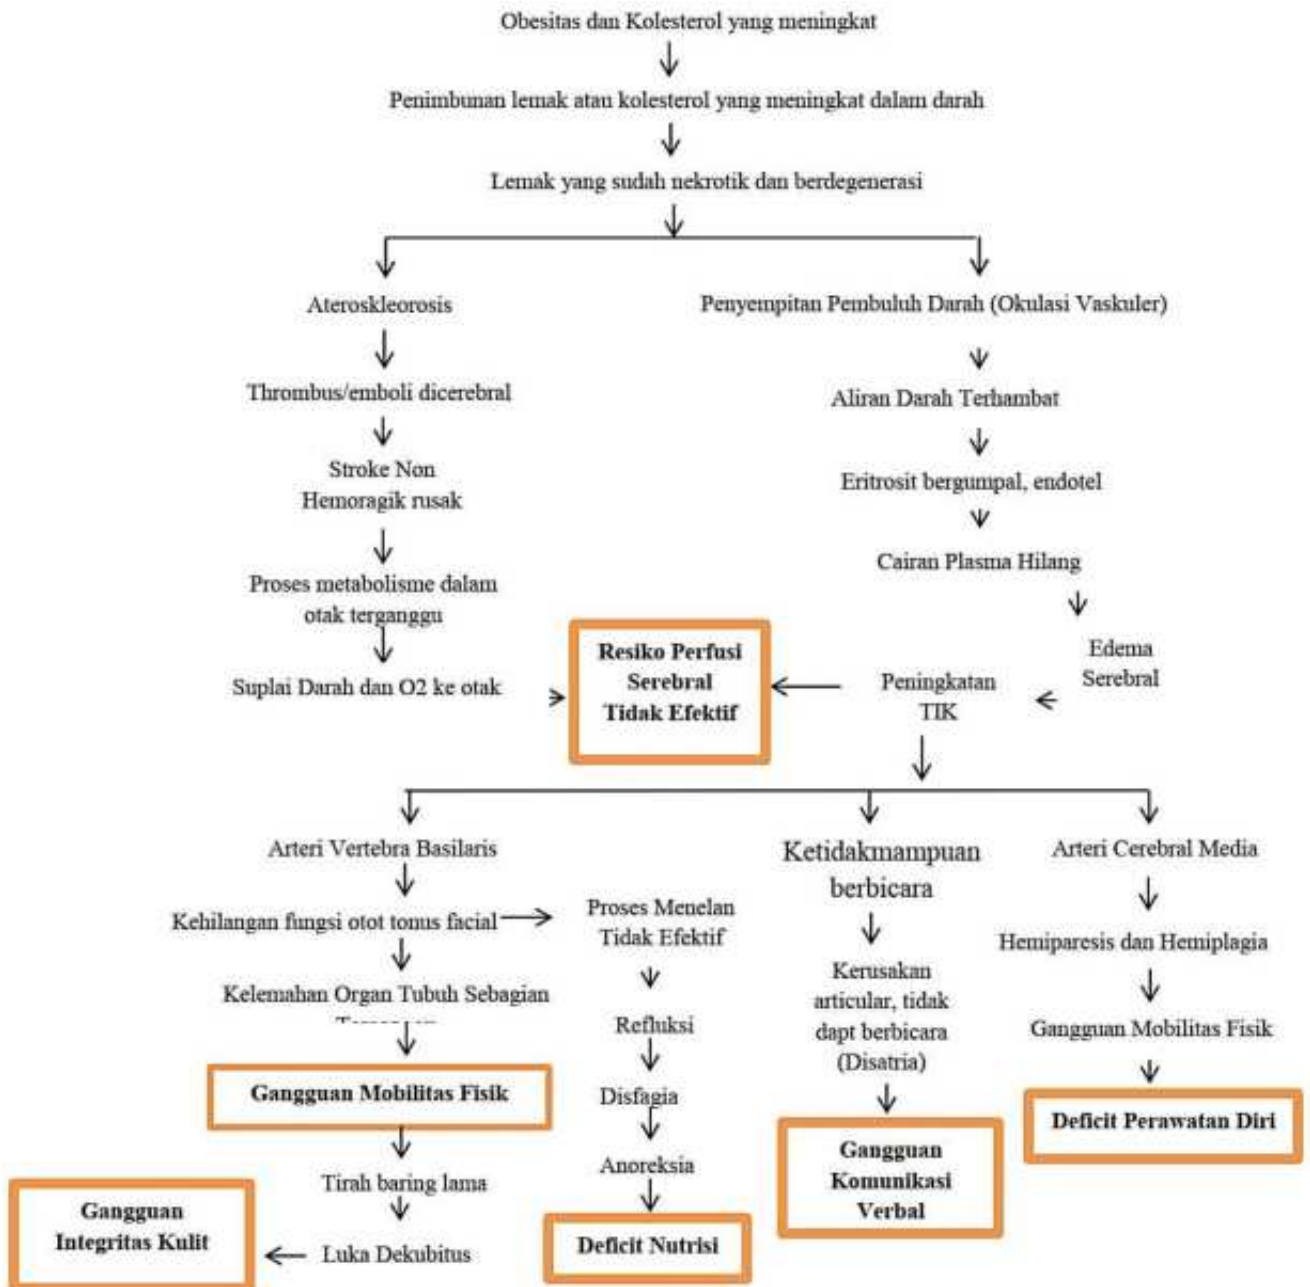 Obesitas dan Kolesterol yang meningkat
Penimbunan lemak atau kolesterol yang meningkat dalam darah
Lemak yang sudah nekrotik dan berdegenerasi
Ateroskleorosis
Penyempitan Pembuluh Darah (Okulasi Vaskuler)
Thrombus/emboli dicerebral
Aliran Darah Terhambat
Stroke Non
Hemoragik rusak
Eritrosit bergumpal, endotel
Cairan Plasma Hilang
Proses metabolisme dalam
otak terganggu
Edema
Serebral
Suplai Darah dan O2 ke otak
Resiko Perfusi
Serebral
Tidak Efektif
Peningkatan
TIK
Arteri Vertebra Basilaris
Ketidakmampuan
berbicara
Arteri Cerebral Media
Kehilangan fungsi otot tonus facial
Proses Menelan
Tidak Efektif
Hemiparesis dan Hemiplagia
Kelemahan Organ Tubuh Sebagian
Kerusakan
articular, tidak
dapt berbicara
(Disatria)
Refluksi
Gangguan Mobilitas Fisik
Gangguan Mobilitas Fisik
Disfagia
Deficit Perawatan Diri
Gangguan
Komunikasi
Verbal
Tirah baring lama
Anoreksia
Gangguan
Integritas Kulit
Luka Dekubitus
Deficit Nutrisi